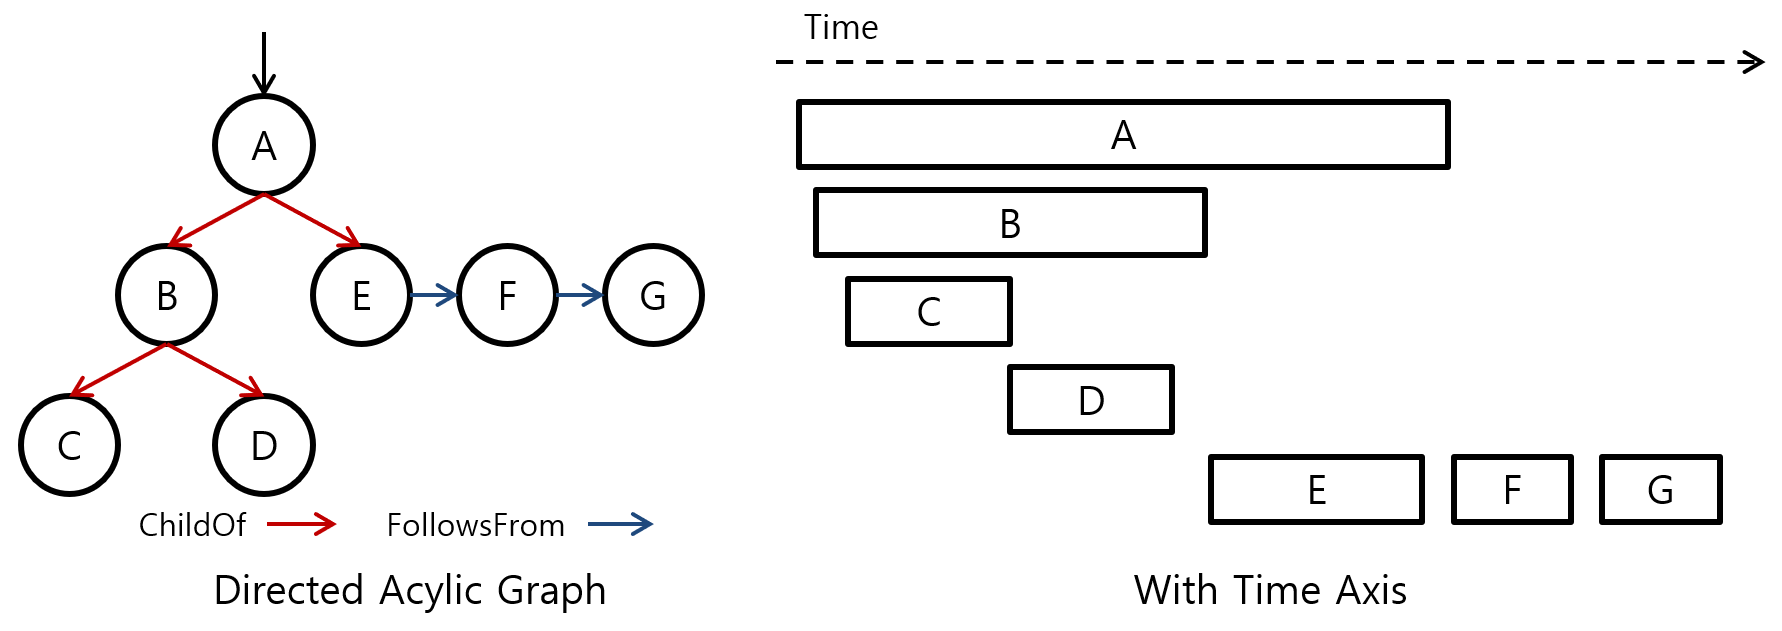 A
B
E
F
G
C
D
ChildOf
FollowsFrom
Directed Acylic Graph
Time
A
B
C
D
E
F
G
With Time Axis